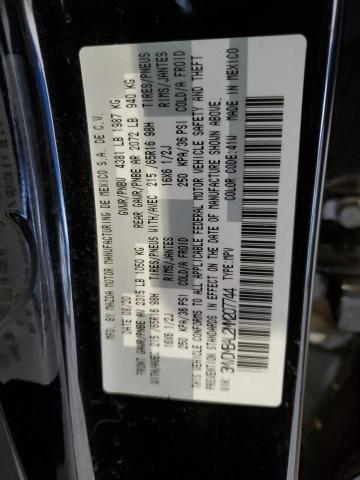 MFD. BY MAZDA MOTOR MANUFACTURING DE MEXICO S.A. DE C.V.
DATE 08/20 GVWR/PNBV 4381 LB 1987 KG
FRONT GAWR/PNBE AV 2315 LB 1050 KG REAR GAWR/PNBE AR 2072 LB 940 KG
WITH/AVEC 215 /65R16 98H TIRES/PNEUS WITH/AVEC 215 /65R16 98H TIRES/PNEUS
16X6 1/2J RIMS/JANTES 16X6 1/2J RIMS/JANTES
250 KPA/36 PSI COLD/A FROID 250 KPA/36 PSI COLD/A FROID
THIS VEHICLE CONFORMS TO ALL APPLICABLE FEDERAL MOTOR VEHICLE SAFETY AND THEFT
PREVENTION STANDARDS IN EFFECT ON THE DATE OF MANUFACTURE SHOWN ABOVE.
VIN: TYPE: MPV COLOR CODE: 41W MADE IN MEXICO